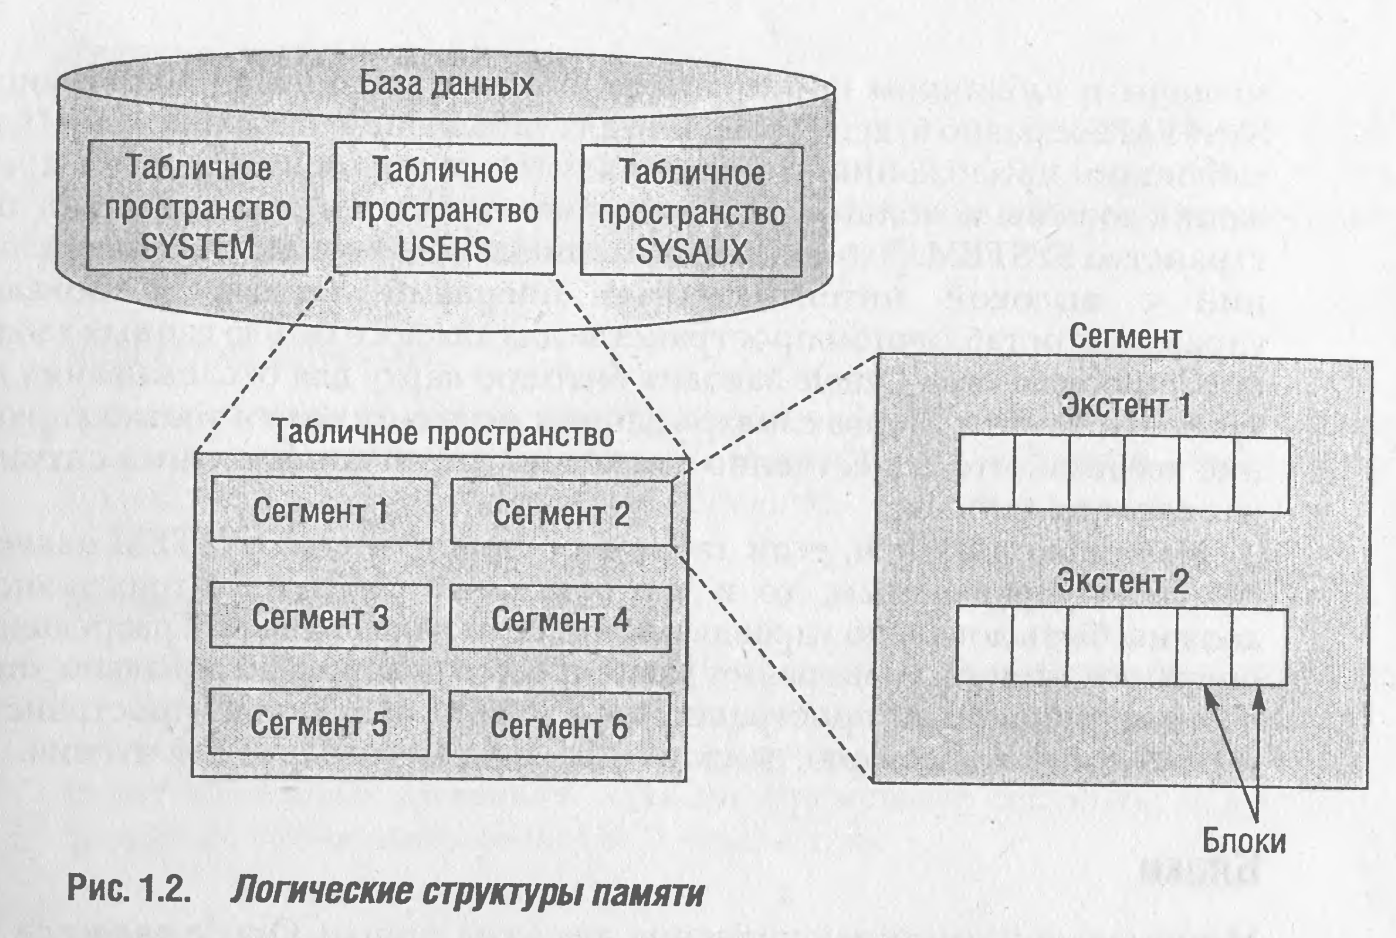 База данных
Табличное
пространство
SYSTEM
Табличное
пространство
USERS
Табличное
пространство
SYSAUX
Табличное пространство
Сегмент 1
Сегмент 2
Сегмент 3
Сегмент 4
Сегмент 5
Сегмент 6
Сегмент
Экстент 1
Экстент 2
Блоки
Рис. 1.2. Логические структуры памяти